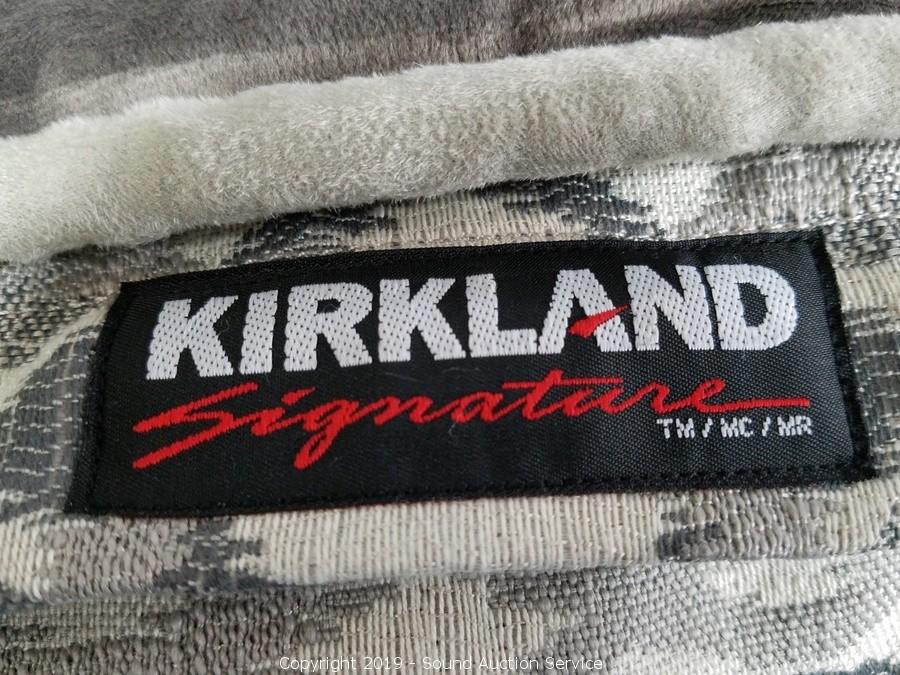 KIRKLAND
Signature
TM / MC / MR
Copyright 2019 - Sound Auction Service